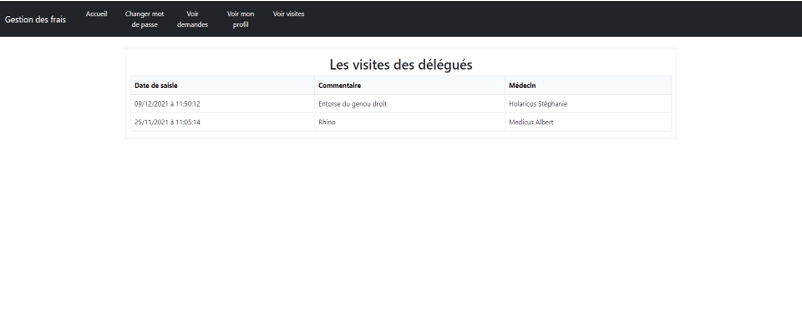 Gestion des frais
Accueil
Changer mot
de passe
Voir
demandes
Voir mon
profil
Voir visites
Les visites des délégués
Date de saisie Commentaire Médecin
09/12/2021 à 11:50:12 Entorse du genou droit Holaricos Stéphanie
25/11/2021 à 11:05:14 Rhino Medicus Albert